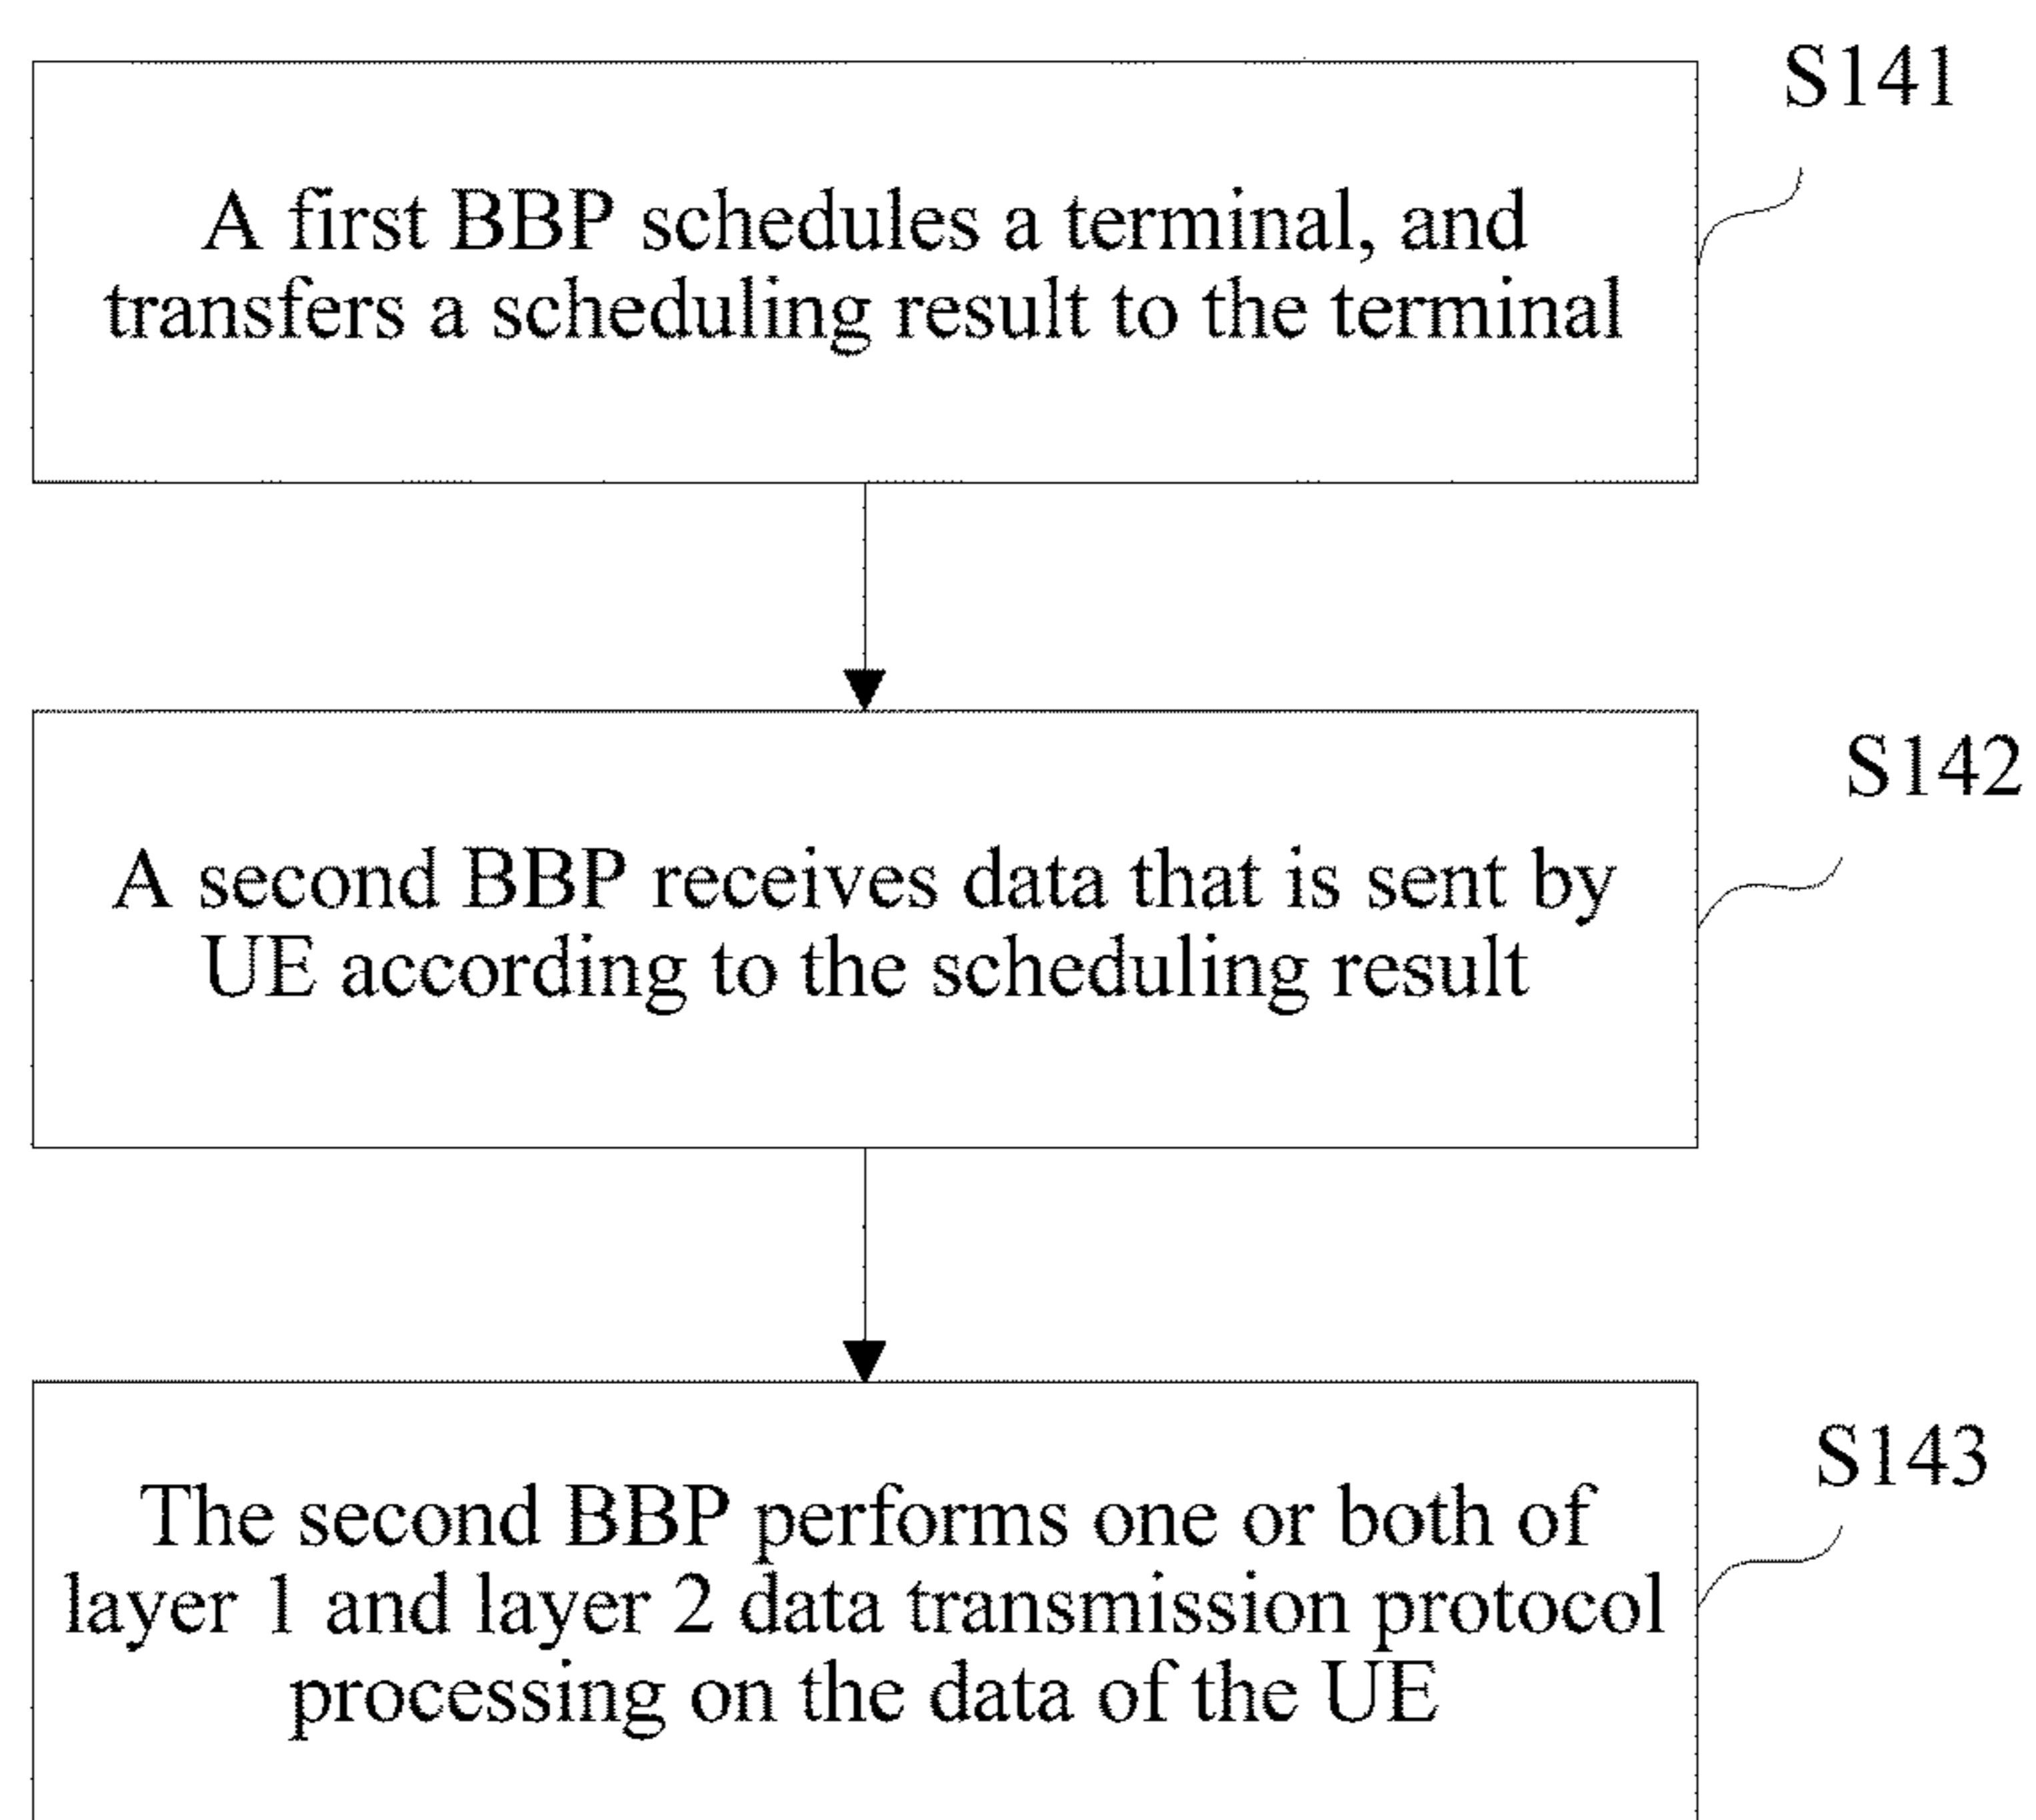 S141
A first BBP schedules a terminal, and
transfers a scheduling result to the terminal
S142
A second BBP receives data that is sent by
UE according to the scheduling result
S143
The second BBP performs one or both of
layer 1 and layer 2 data transmission protocol
processing on the data of the UE